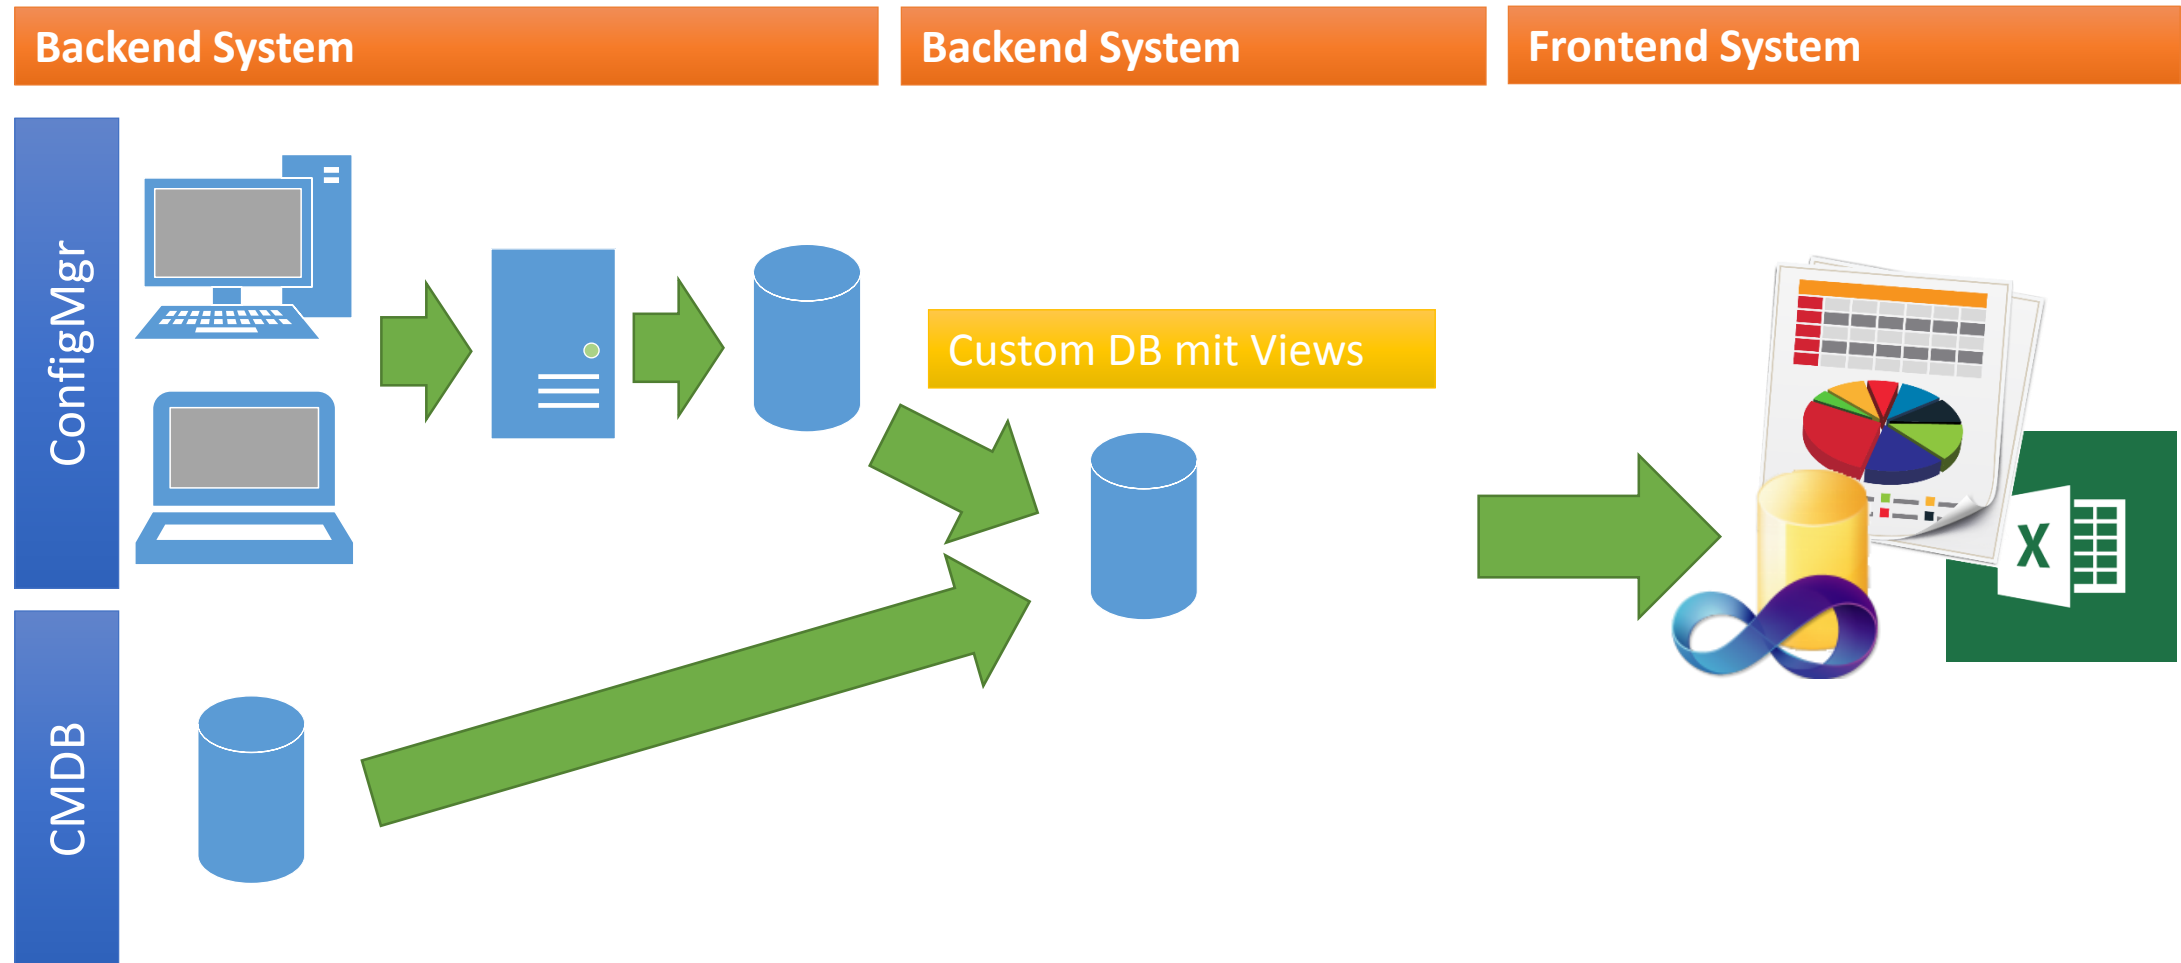 Backend System
Backend System
Frontend System
ConfigMgr
Custom DB mit Views
X
CMDB